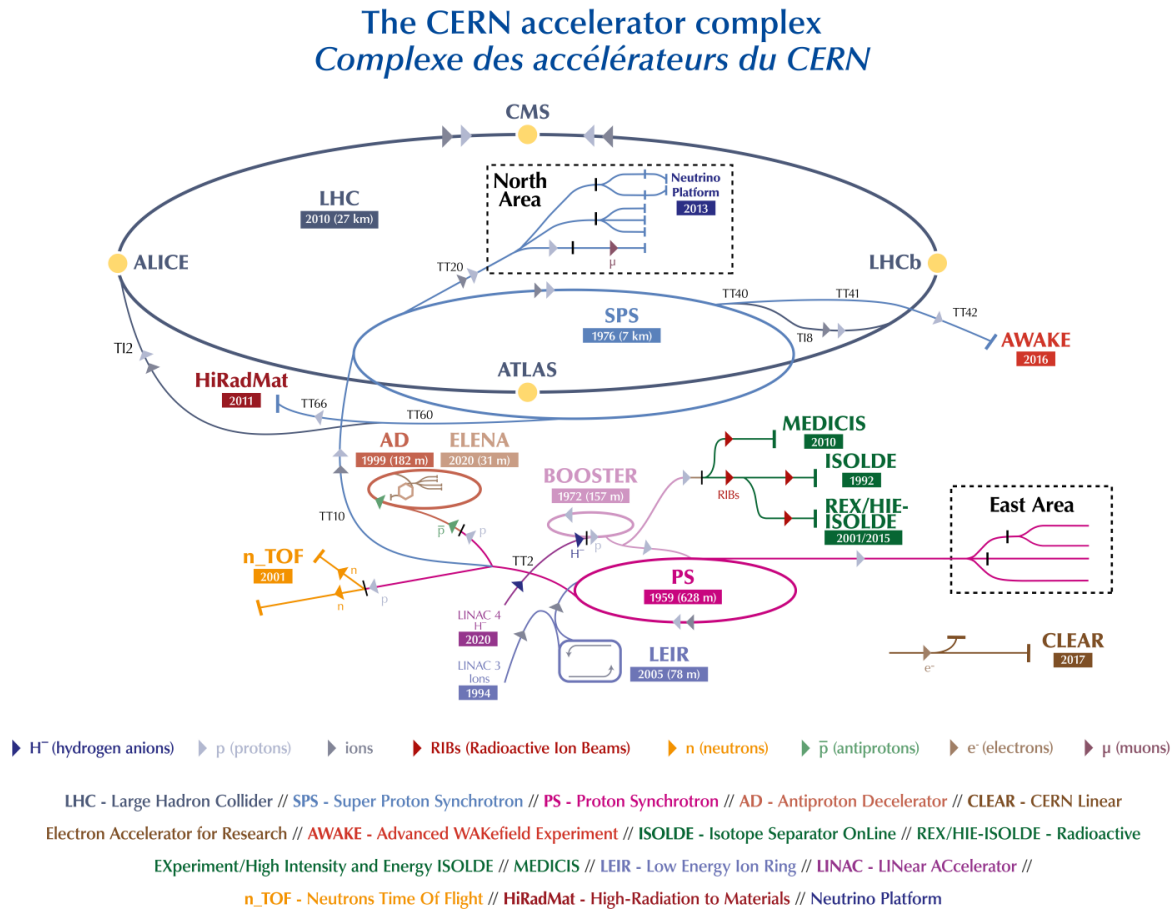 The CERN accelerator complex
Complexe des accélérateurs du CERN
CMS
North
Area
Neutrino
Platform
2013
LHC
2010 (27 km)
ALICE
LHCb
µ
TT20
TT40
TT41
TT42
SPS
1976 (7 km)
TI8
AWAKE
2016
TI2
ATLAS
HiRadMat
2011
TT66
TT60
AD
1999 (182 m)
ELENA
2020 (31 m)
MEDICIS
2010
BOOSTER
1972 (157 m)
ISOLDE
1992
RIBs
REX/HIE-
ISOLDE
2001/2015
East Area
TT10
p̅
p
H⁻
p
TT2
n_TOF
2001
n
n
p
PS
1959 (628 m)
LINAC 4
H⁻
2020
LINAC 3
Ions
1994
LEIR
2005 (78 m)
CLEAR
2017
e⁻
H⁻ (hydrogen anions)
p (protons)
ions
RIBs (Radioactive Ion Beams)
n (neutrons)
p̅ (antiprotons)
e⁻ (electrons)
µ (muons)
LHC - Large Hadron Collider // SPS - Super Proton Synchrotron // PS - Proton Synchrotron // AD - Antiproton Decelerator // CLEAR - CERN Linear
Electron Accelerator for Research // AWAKE - Advanced WAKefield Experiment // ISOLDE - Isotope Separator OnLine // REX/HIE-ISOLDE - Radioactive
EXperiment/High Intensity and Energy ISOLDE // MEDICIS // LEIR - Low Energy Ion Ring // LINAC - LINear ACcelerator //
n_TOF - Neutrons Time Of Flight // HiRadMat - High-Radiation to Materials // Neutrino Platform